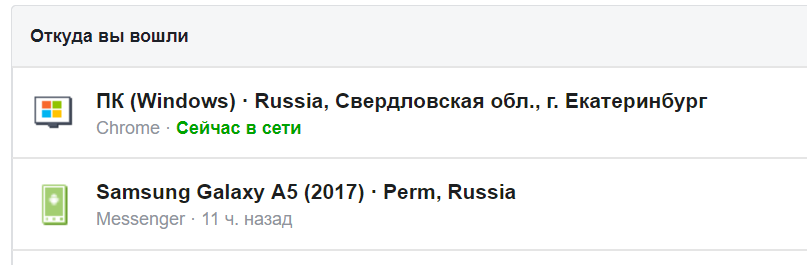 Откуда вы вошли
ПК (Windows) · Russia, Свердловская обл., г. Екатеринбург
Chrome · Сейчас в сети
Samsung Galaxy A5 (2017) · Perm, Russia
Messenger · 11 ч. назад